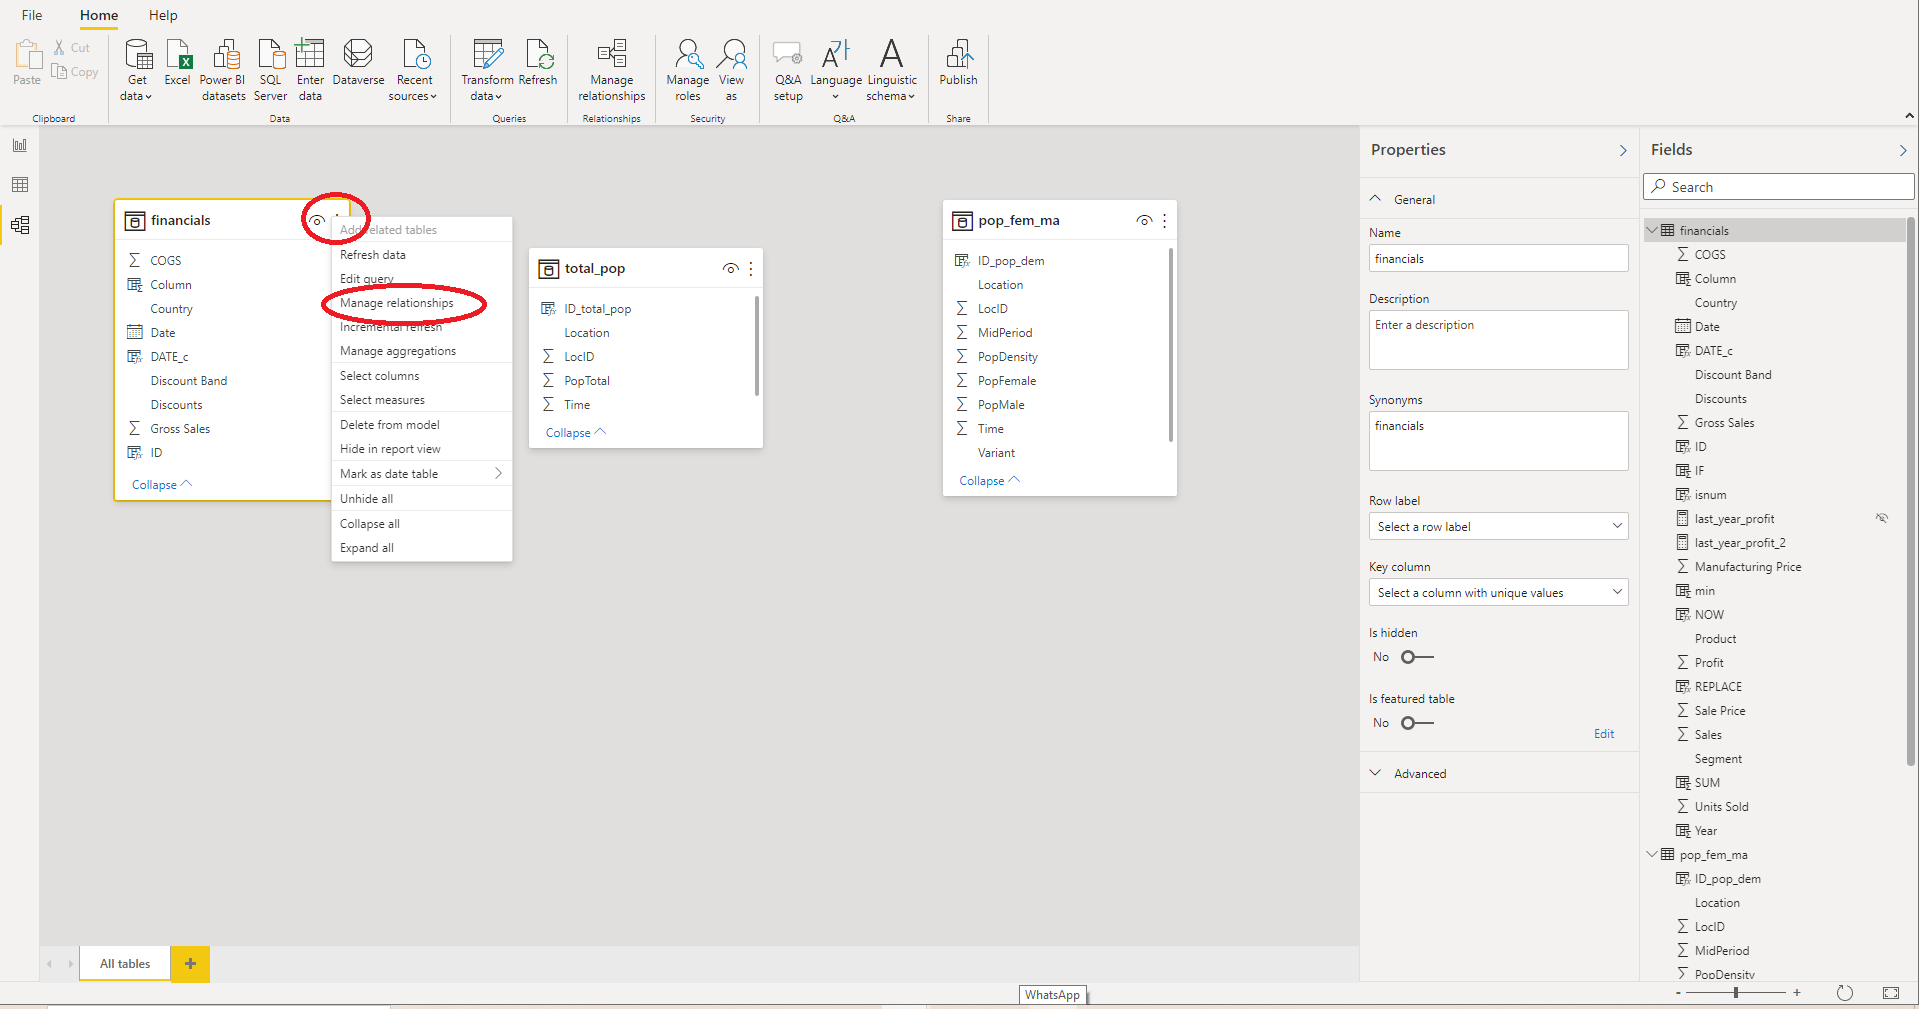 File Home Help
Paste
Cut
Copy
Clipboard
Get data
Excel
Power BI datasets
SQL Server
Enter data
Dataverse
Recent sources
Data
Transform data
Refresh
Queries
Manage relationships
Relationships
Manage roles
View as
Security
Q&A setup
Language
Linguistic schema
Q&A
Publish
Share
financials
COGS
Column
Country
Date
DATE_c
Discount Band
Discounts
Gross Sales
ID
Collapse
Add related tables
Refresh data
Edit query
Manage relationships
Incremental refresh
Manage aggregations
Select columns
Select measures
Delete from model
Hide in report view
Mark as date table
Unhide all
Collapse all
Expand all
total_pop
ID_total_pop
Location
LocID
PopTotal
Time
Collapse
pop_fem_ma
ID_pop_dem
Location
LocID
MidPeriod
PopDensity
PopFemale
PopMale
Time
Variant
Collapse
Properties
General
Name
financials
Description
Enter a description
Synonyms
financials
Row label
Select a row label
Key column
Select a column with unique values
Is hidden
No
Is featured table
No
Edit
Advanced
Fields
Search
financials
COGS
Column
Country
Date
DATE_c
Discount Band
Discounts
Gross Sales
ID
IF
isnum
last_year_profit
last_year_profit_2
Manufacturing Price
min
NOW
Product
Profit
REPLACE
Sale Price
Sales
Segment
SUM
Units Sold
Year
pop_fem_ma
ID_pop_dem
Location
LocID
MidPeriod
PopDensity
All tables +
WhatsApp
- +